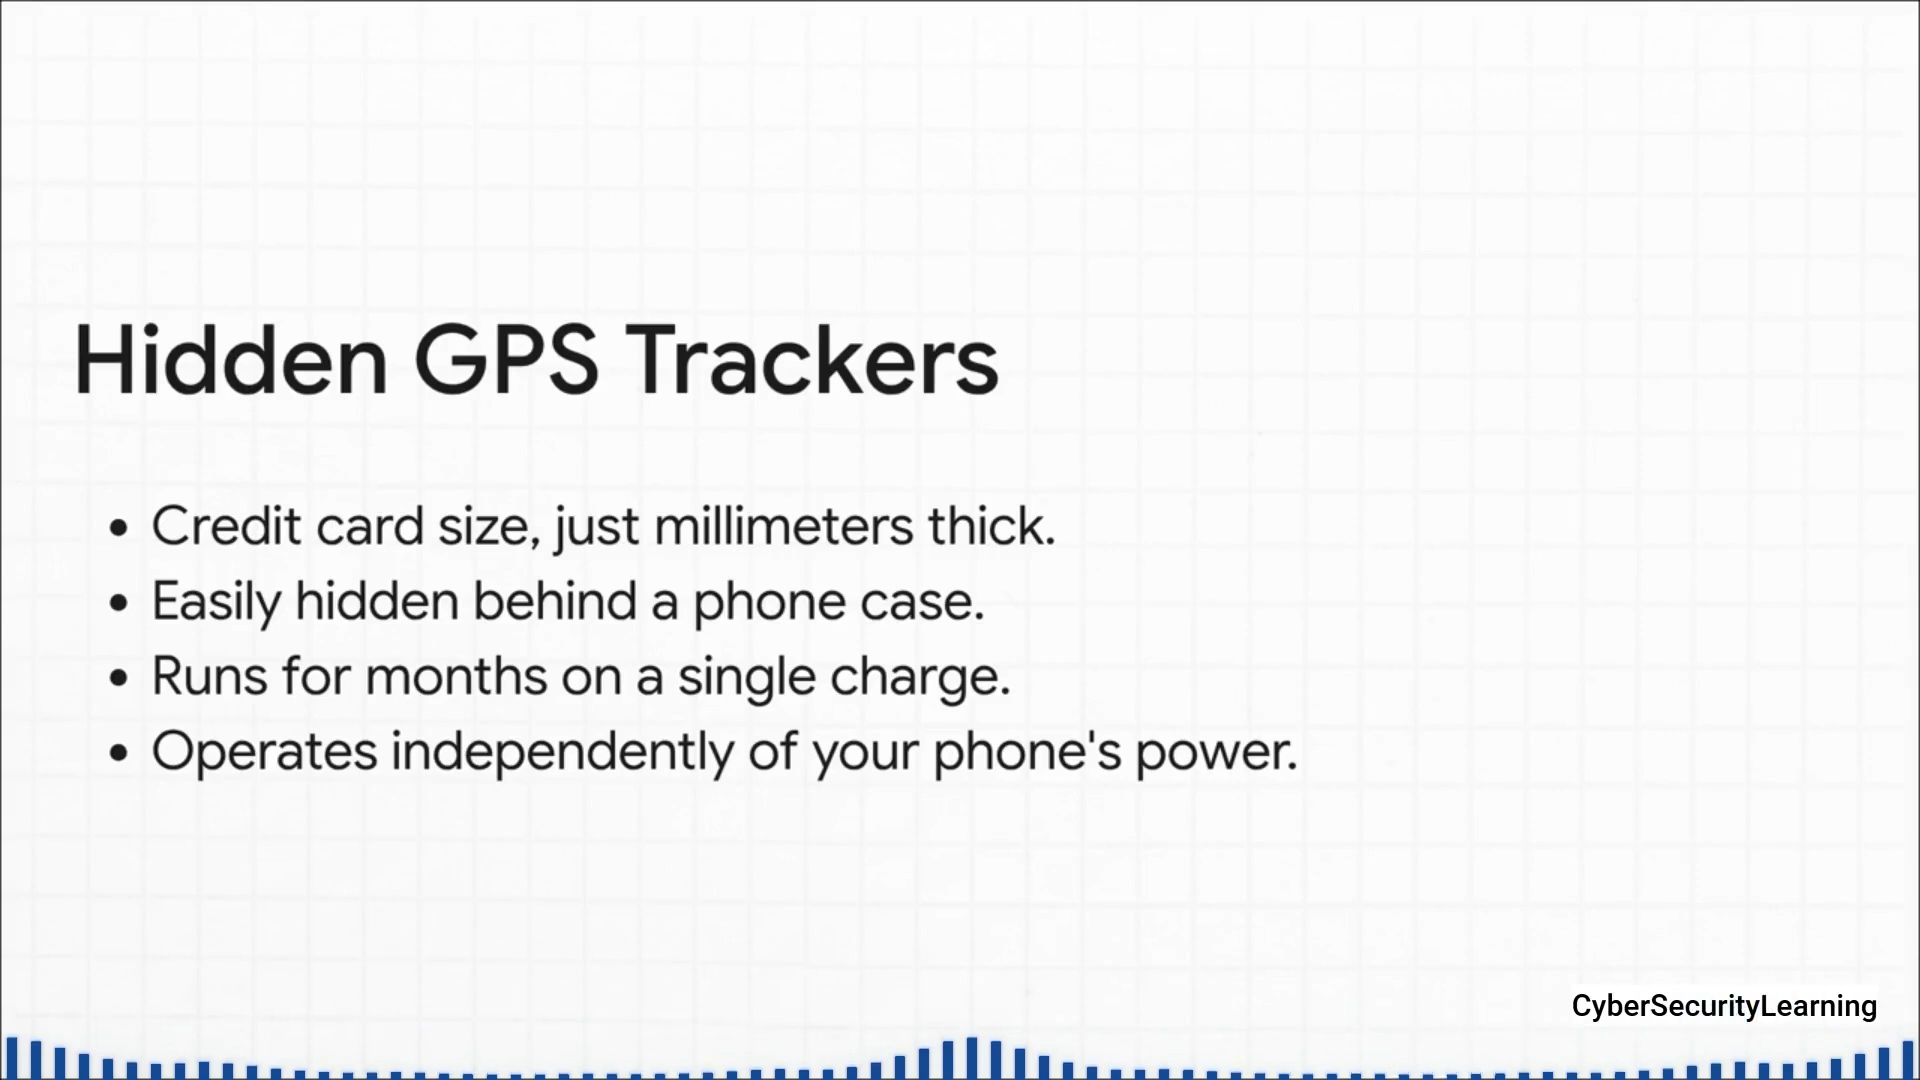 Hidden GPS Trackers
• Credit card size, just millimeters thick.
• Easily hidden behind a phone case.
• Runs for months on a single charge.
• Operates independently of your phone's power.
CyberSecurityLearning